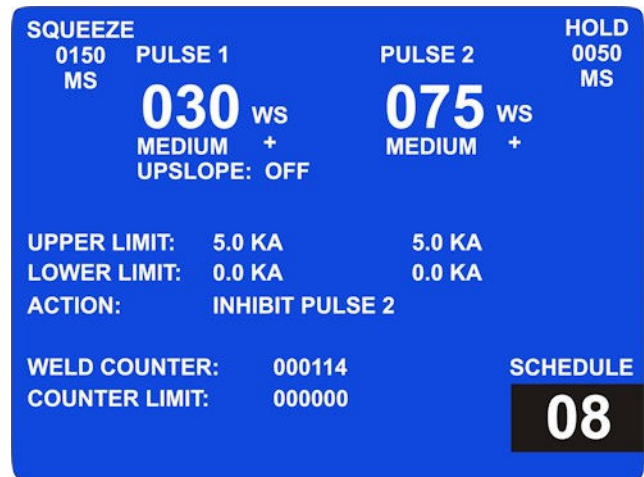 SQUEEZE HOLD
0150 PULSE 1 PULSE 2 0050
MS MS
030 WS 075 WS
MEDIUM + MEDIUM +
UPSLOPE: OFF
UPPER LIMIT: 5.0 KA 5.0 KA
LOWER LIMIT: 0.0 KA 0.0 KA
ACTION: INHIBIT PULSE 2
WELD COUNTER: 000114 SCHEDULE
COUNTER LIMIT: 000000
08